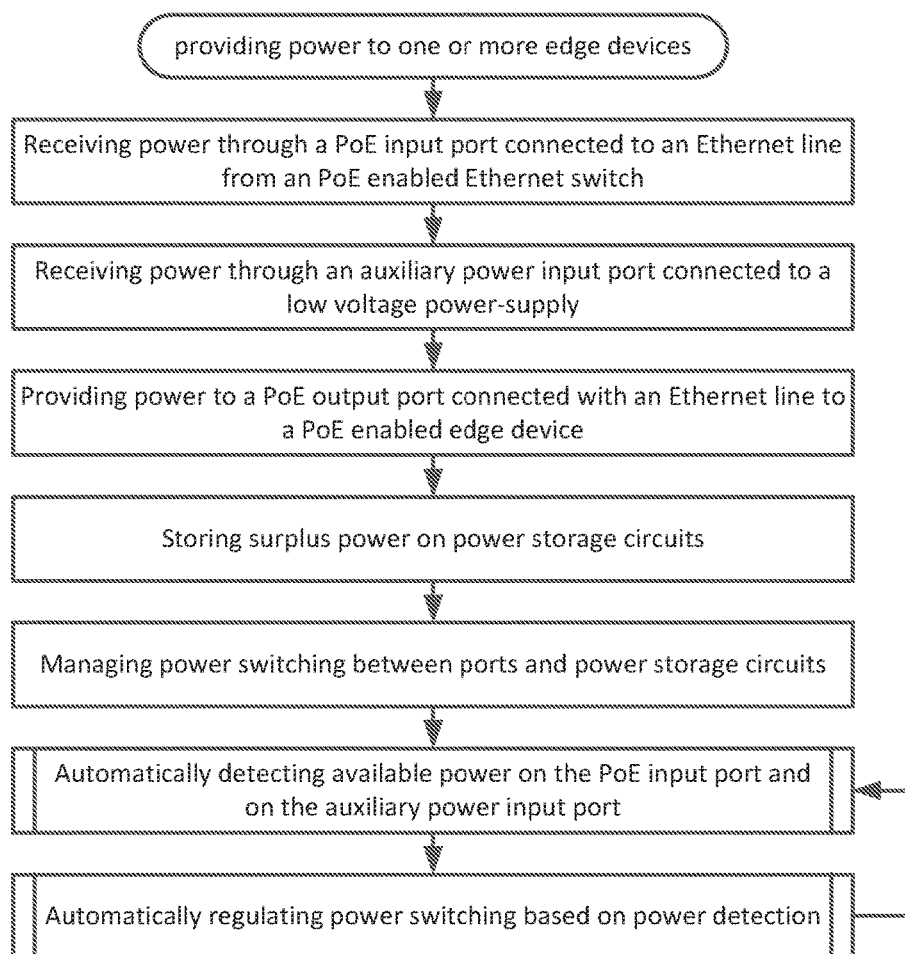 providing power to one or more edge devices
Receiving power through a PoE input port connected to an Ethernet line
from an PoE enabled Ethernet switch
Receiving power through an auxiliary power input port connected to a
low voltage power-supply
Providing power to a PoE output port connected with an Ethernet line to
a PoE enabled edge device
Storing surplus power on power storage circuits
Managing power switching between ports and power storage circuits
Automatically detecting available power on the PoE input port and
on the auxiliary power input port
Automatically regulating power switching based on power detection